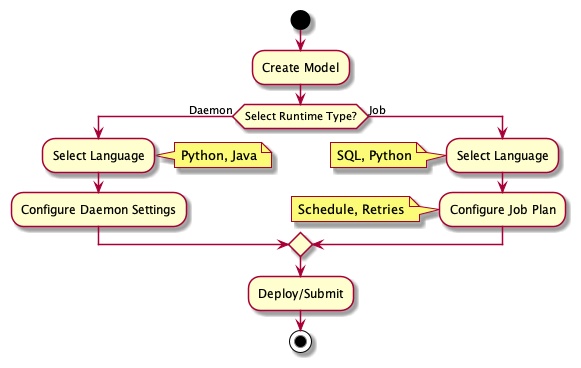 Create Model
Daemon
Select Runtime Type?
Job
Select Language
Python, Java
SQL, Python
Select Language
Configure Daemon Settings
Schedule, Retries
Configure Job Plan
Deploy/Submit